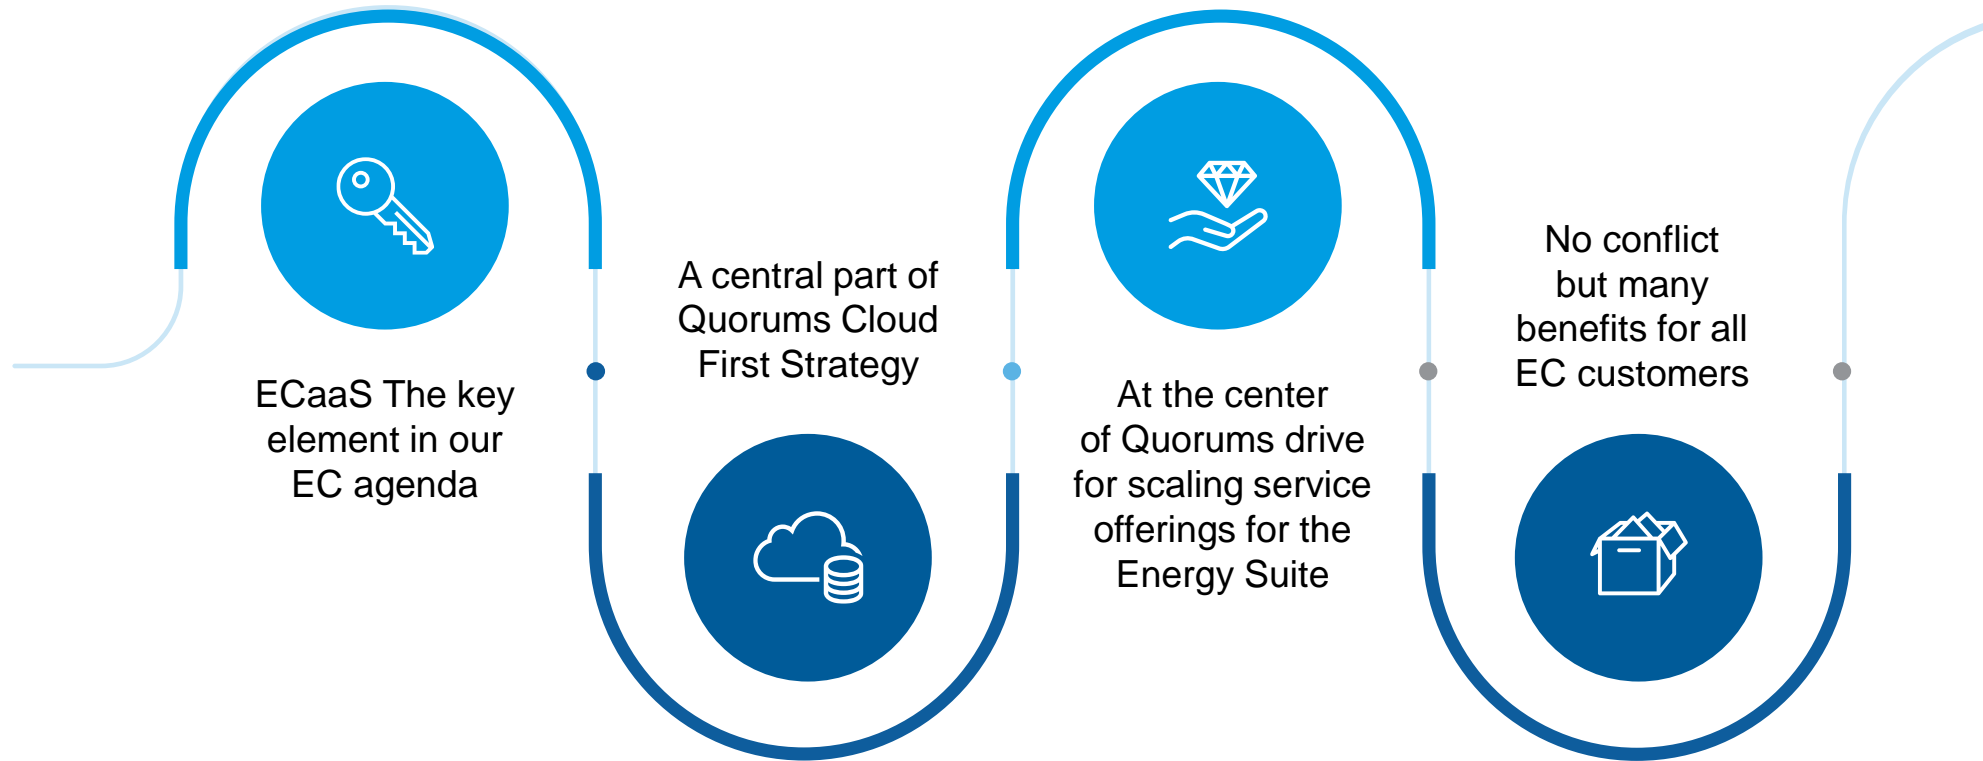 ECaaS The key
element in our
EC agenda
A central part of
Quorums Cloud
First Strategy
At the center
of Quorums drive
for scaling service
offerings for the
Energy Suite
No conflict
but many
benefits for all
EC customers